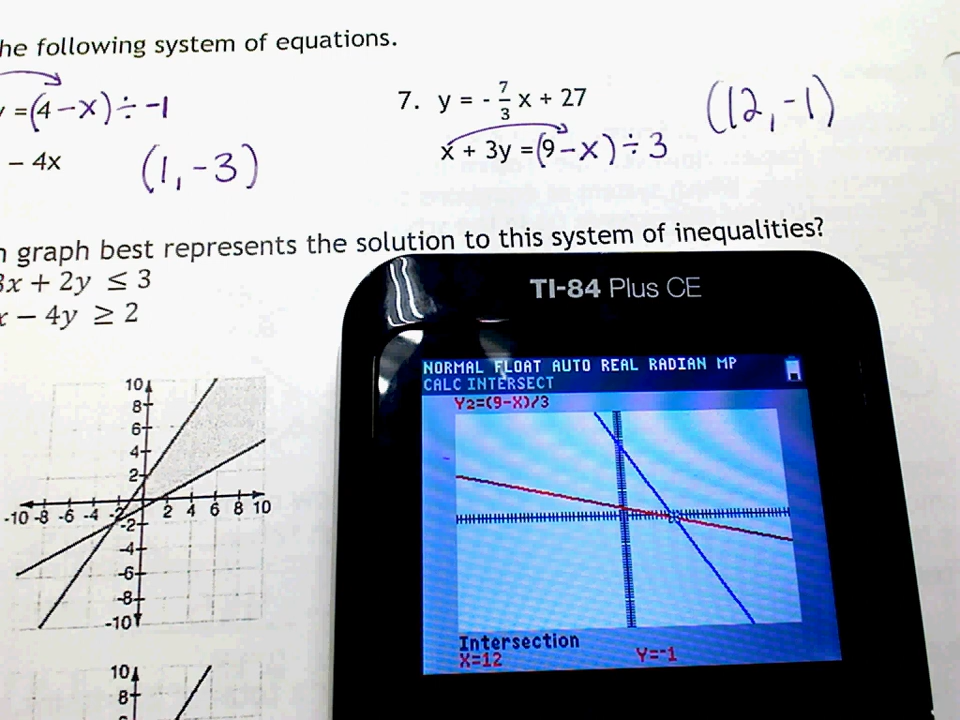 he following system of equations.
y =(4-x)÷-1
- 4x
(1,-3)
7. y = - 7/3 x + 27
x + 3y =(9-x)÷3
(12,-1)
graph best represents the solution to this system of inequalities?
3x + 2y ≤ 3
x - 4y ≥ 2
10
8
6
4
2
-10 -8 -6 -4 -2 2 4 6 8 10
-2
-4
-6
-8
-10
10
8
TI-84 Plus CE
NORMAL FLOAT AUTO REAL RADIAN MP
CALC INTERSECT
Y2=(9-X)/3
Intersection
X=12 Y=-1